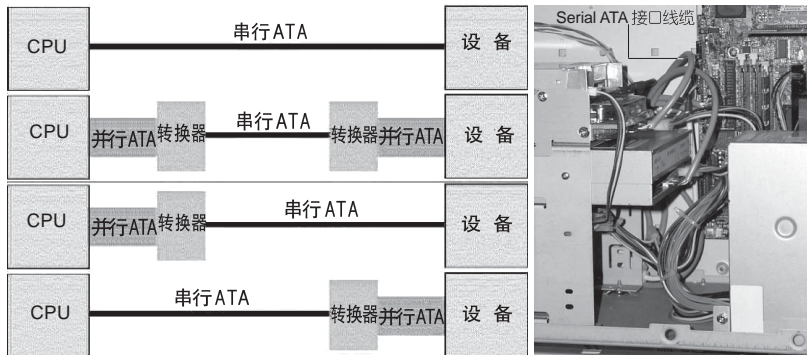 CPU 串行ATA 设 备
CPU 并行ATA 转换器 串行ATA 转换器 并行ATA 设 备
CPU 并行ATA 转换器 串行ATA 设 备
CPU 串行ATA 转换器 并行ATA 设 备
Serial ATA 接口线缆